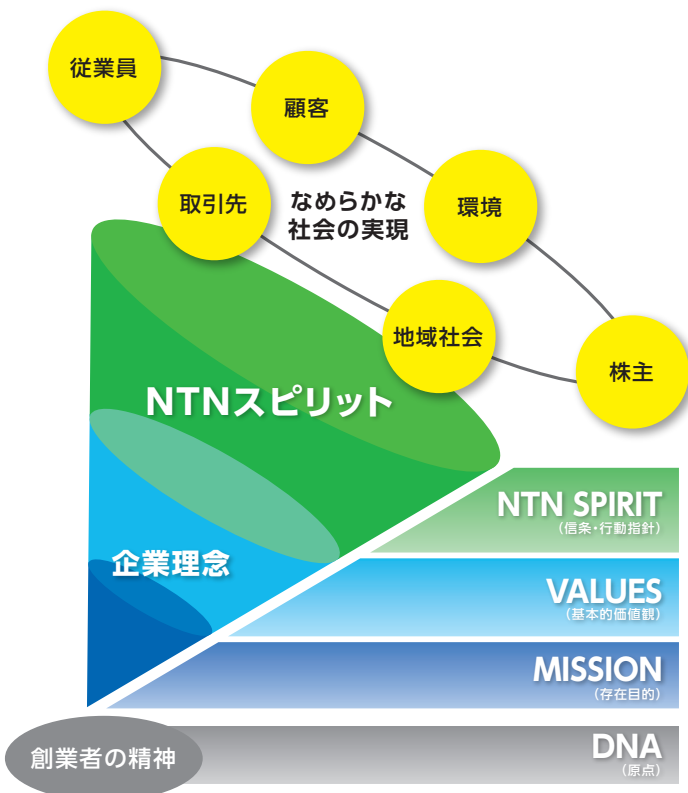 従業員
顧客
取引先
なめらかな
社会の実現
環境
地域社会
株主
NTNスピリット
NTN SPIRIT
(信条・行動指針)
企業理念
VALUES
(基本的価値観)
MISSION
(存在目的)
創業者の精神
DNA
(原点)